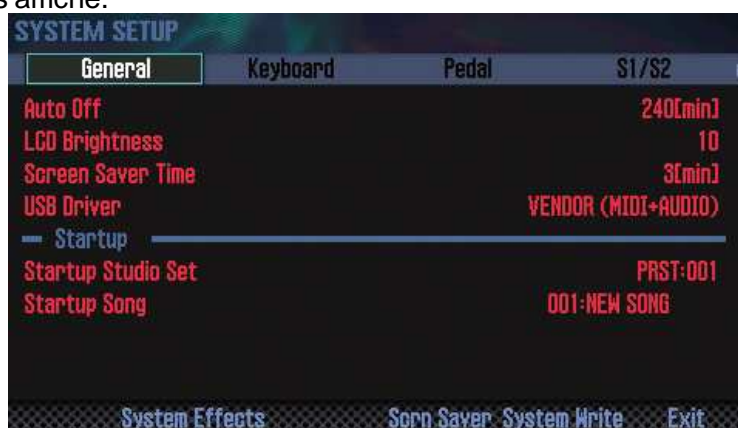 s affiche.
SYSTEM SETUP
General Keyboard Pedal S1/S2
Auto Off 240[min]
LCD Brightness 10
Screen Saver Time 3[min]
USB Driver VENDOR (MIDI+AUDIO)
Startup
Startup Studio Set PRST:001
Startup Song 001:NEW SONG
System Effects Scrn Saver System Write Exit